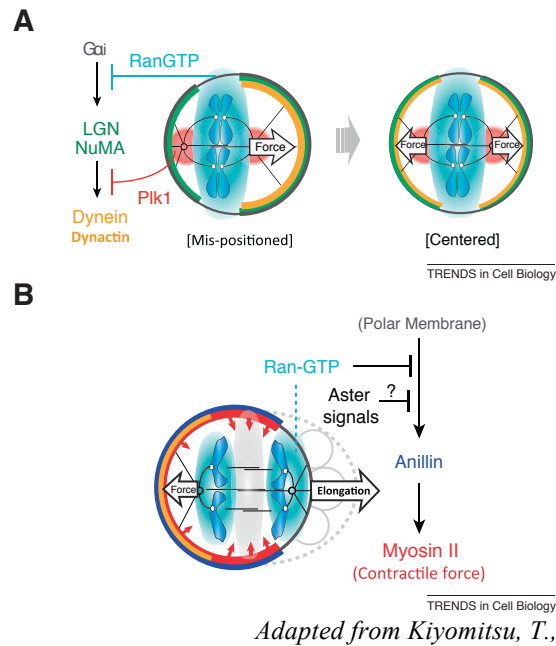 A
Gαi
RanGTP
LGN
NuMA
Force
Force
Force
Plk1
Dynein
Dynactin
[Mis-positioned]
[Centered]
TRENDS in Cell Biology
B
(Polar Membrane)
Ran-GTP
?
Aster
signals
Anillin
Force
Elongation
Myosin II
(Contractile force)
TRENDS in Cell Biology
Adapted from Kiyomitsu, T.,